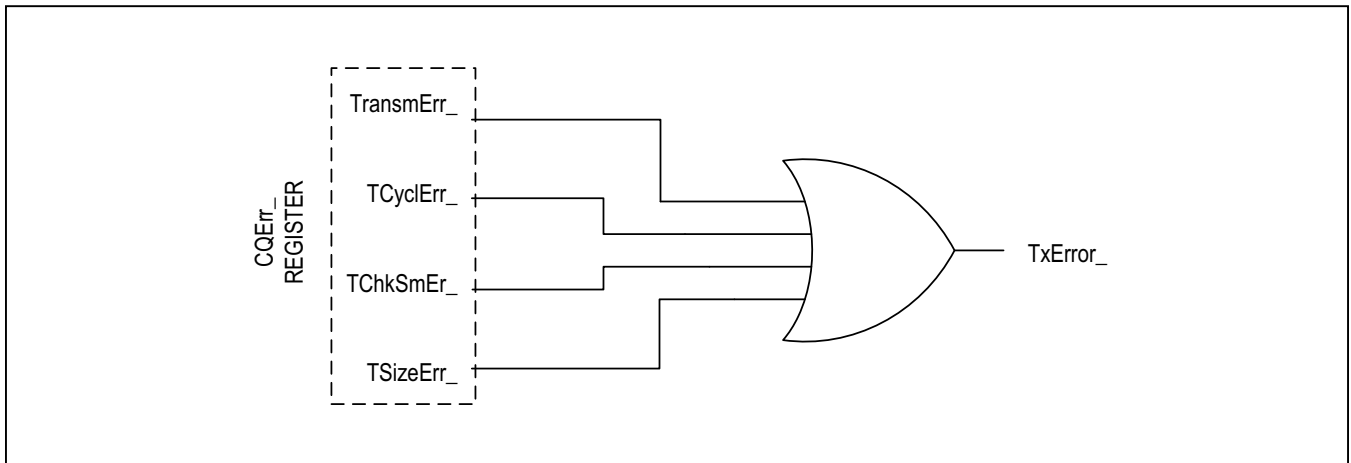 CQErr_
REGISTER
TransmErr_
TCyclErr_
TChkSmEr_
TSizeErr_
TxError_